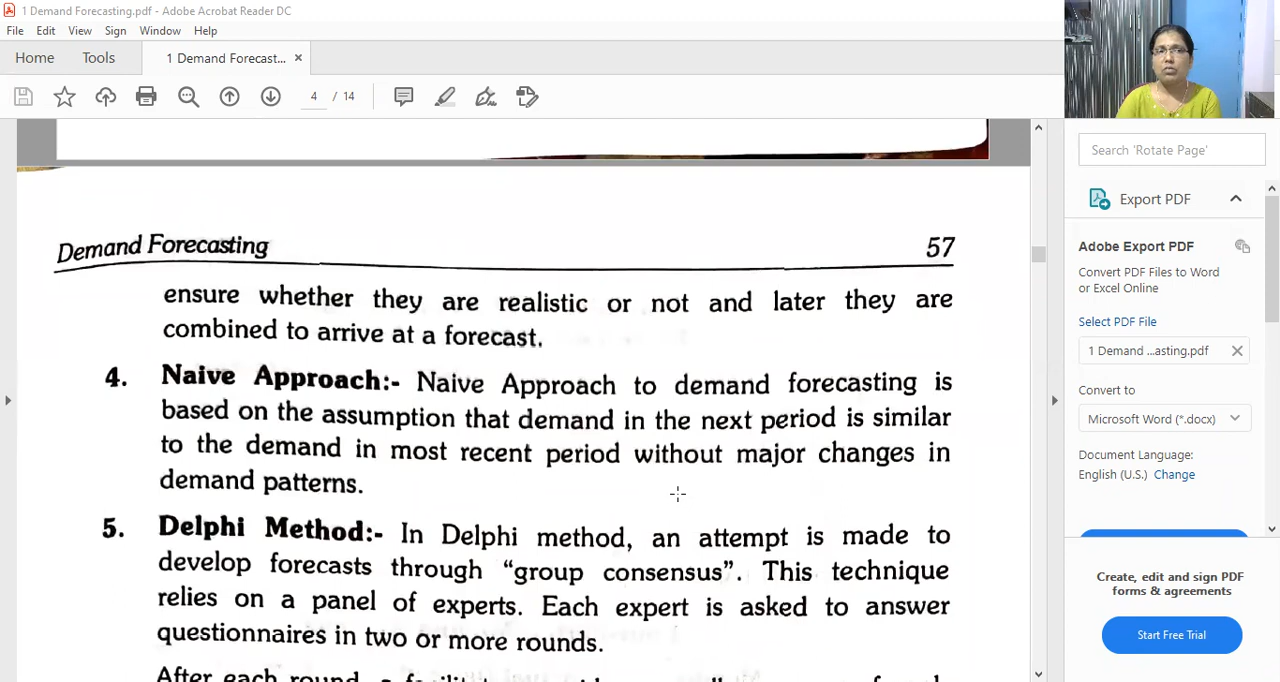 1 Demand Forecasting.pdf - Adobe Acrobat Reader DC
File Edit View Sign Window Help
Home Tools 1 Demand Forecast... ×
4 / 14
Search 'Rotate Page'
Export PDF
Adobe Export PDF
Convert PDF Files to Word
or Excel Online
Select PDF File
1 Demand ...asting.pdf
Convert to
Microsoft Word (*.docx)
Document Language:
English (U.S.) Change
Create, edit and sign PDF
forms & agreements
Start Free Trial
Demand Forecasting 57
ensure whether they are realistic or not and later they are
combined to arrive at a forecast.
4. Naive Approach:- Naive Approach to demand forecasting is
based on the assumption that demand in the next period is similar
to the demand in most recent period without major changes in
demand patterns.
5. Delphi Method:- In Delphi method, an attempt is made to
develop forecasts through “group consensus”. This technique
relies on a panel of experts. Each expert is asked to answer
questionnaires in two or more rounds.
After each round, a